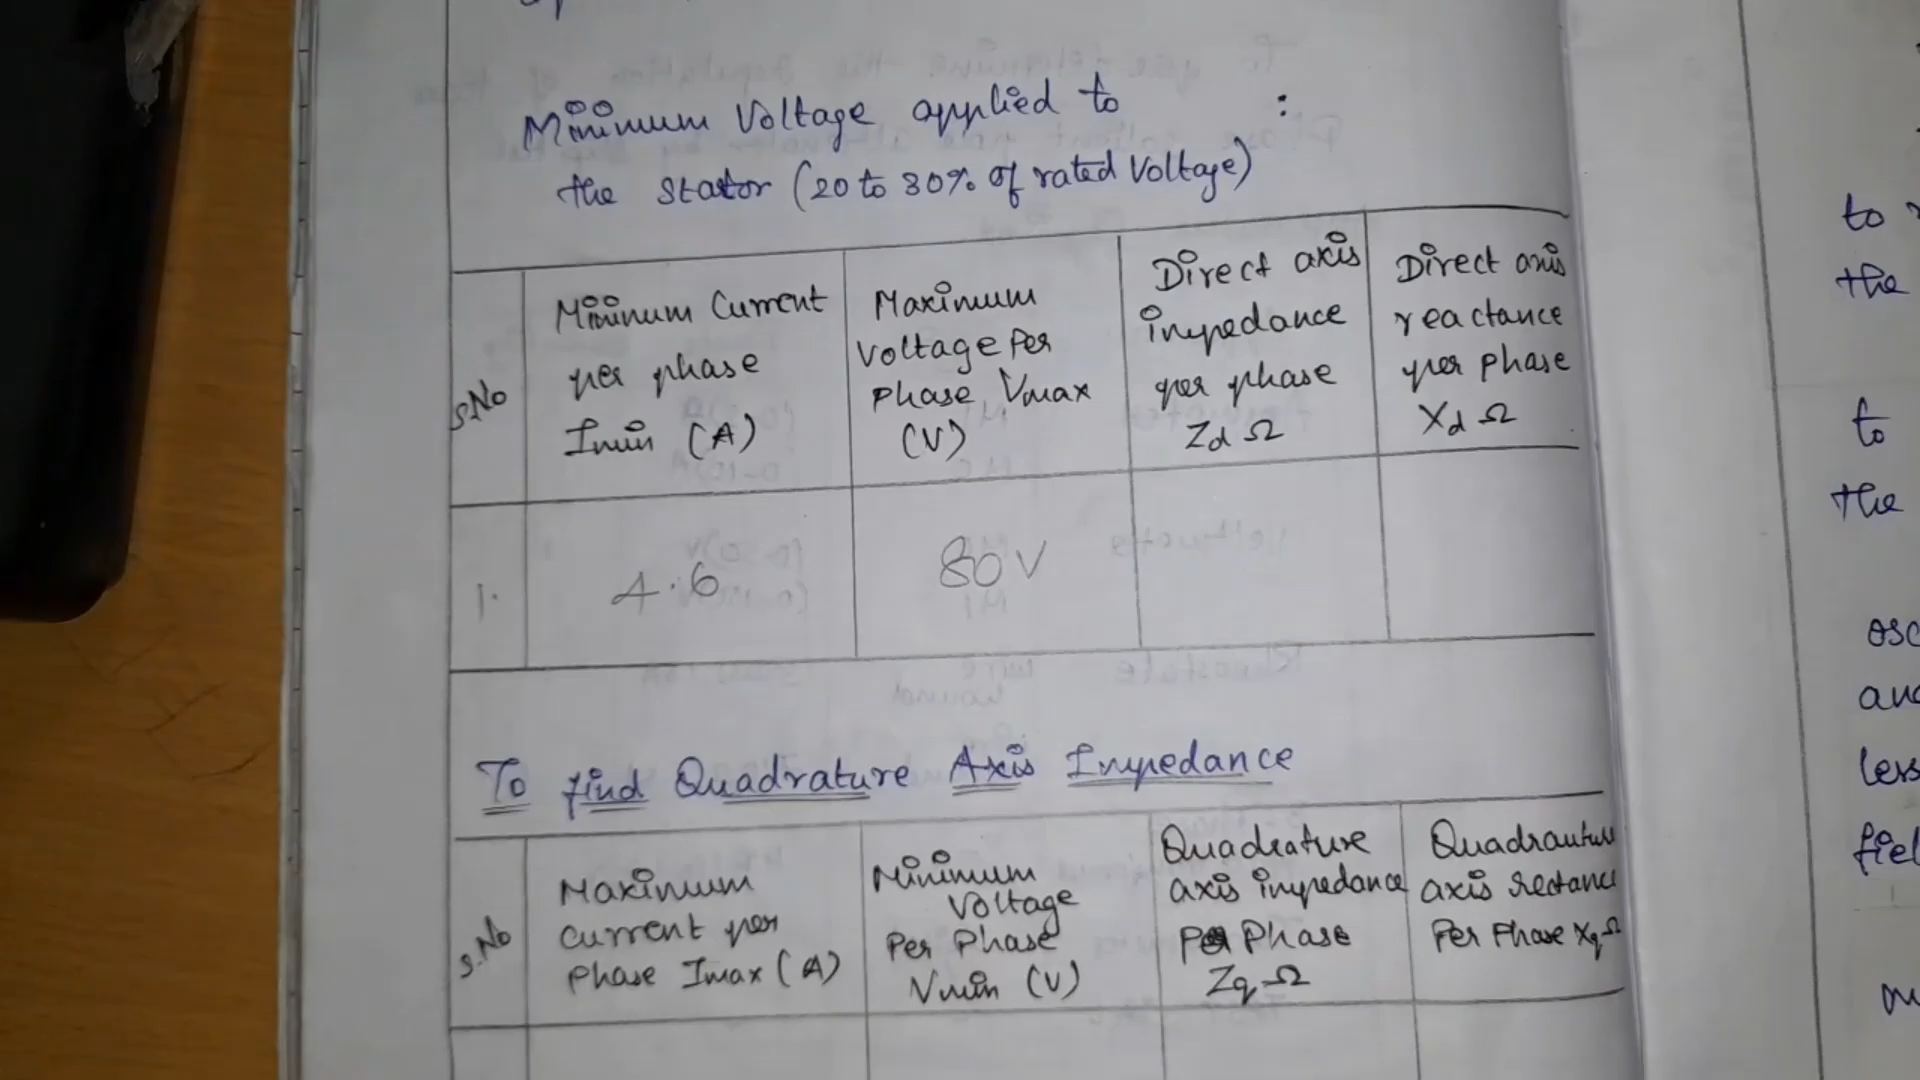 Minimum Voltage applied to :
the Stator (20 to 30% of rated Voltage)
S.No
Minimum Current
per phase
Imin (A)
Maximum
Voltage Per
Phase Vmax
(V)
Direct axis
impedance
per phase
Zd Ω
Direct axis
reactance
per phase
Xd Ω
1.
4.6
80V
To find Quadrature Axis Impedance
S.No
Maximum
current per
Phase Imax (A)
Minimum
Voltage
Per Phase
Vmin (V)
Quadrature
axis impedance
Per Phase
Zq Ω
axis
Per Phase Xq Ω
to
the
to
the